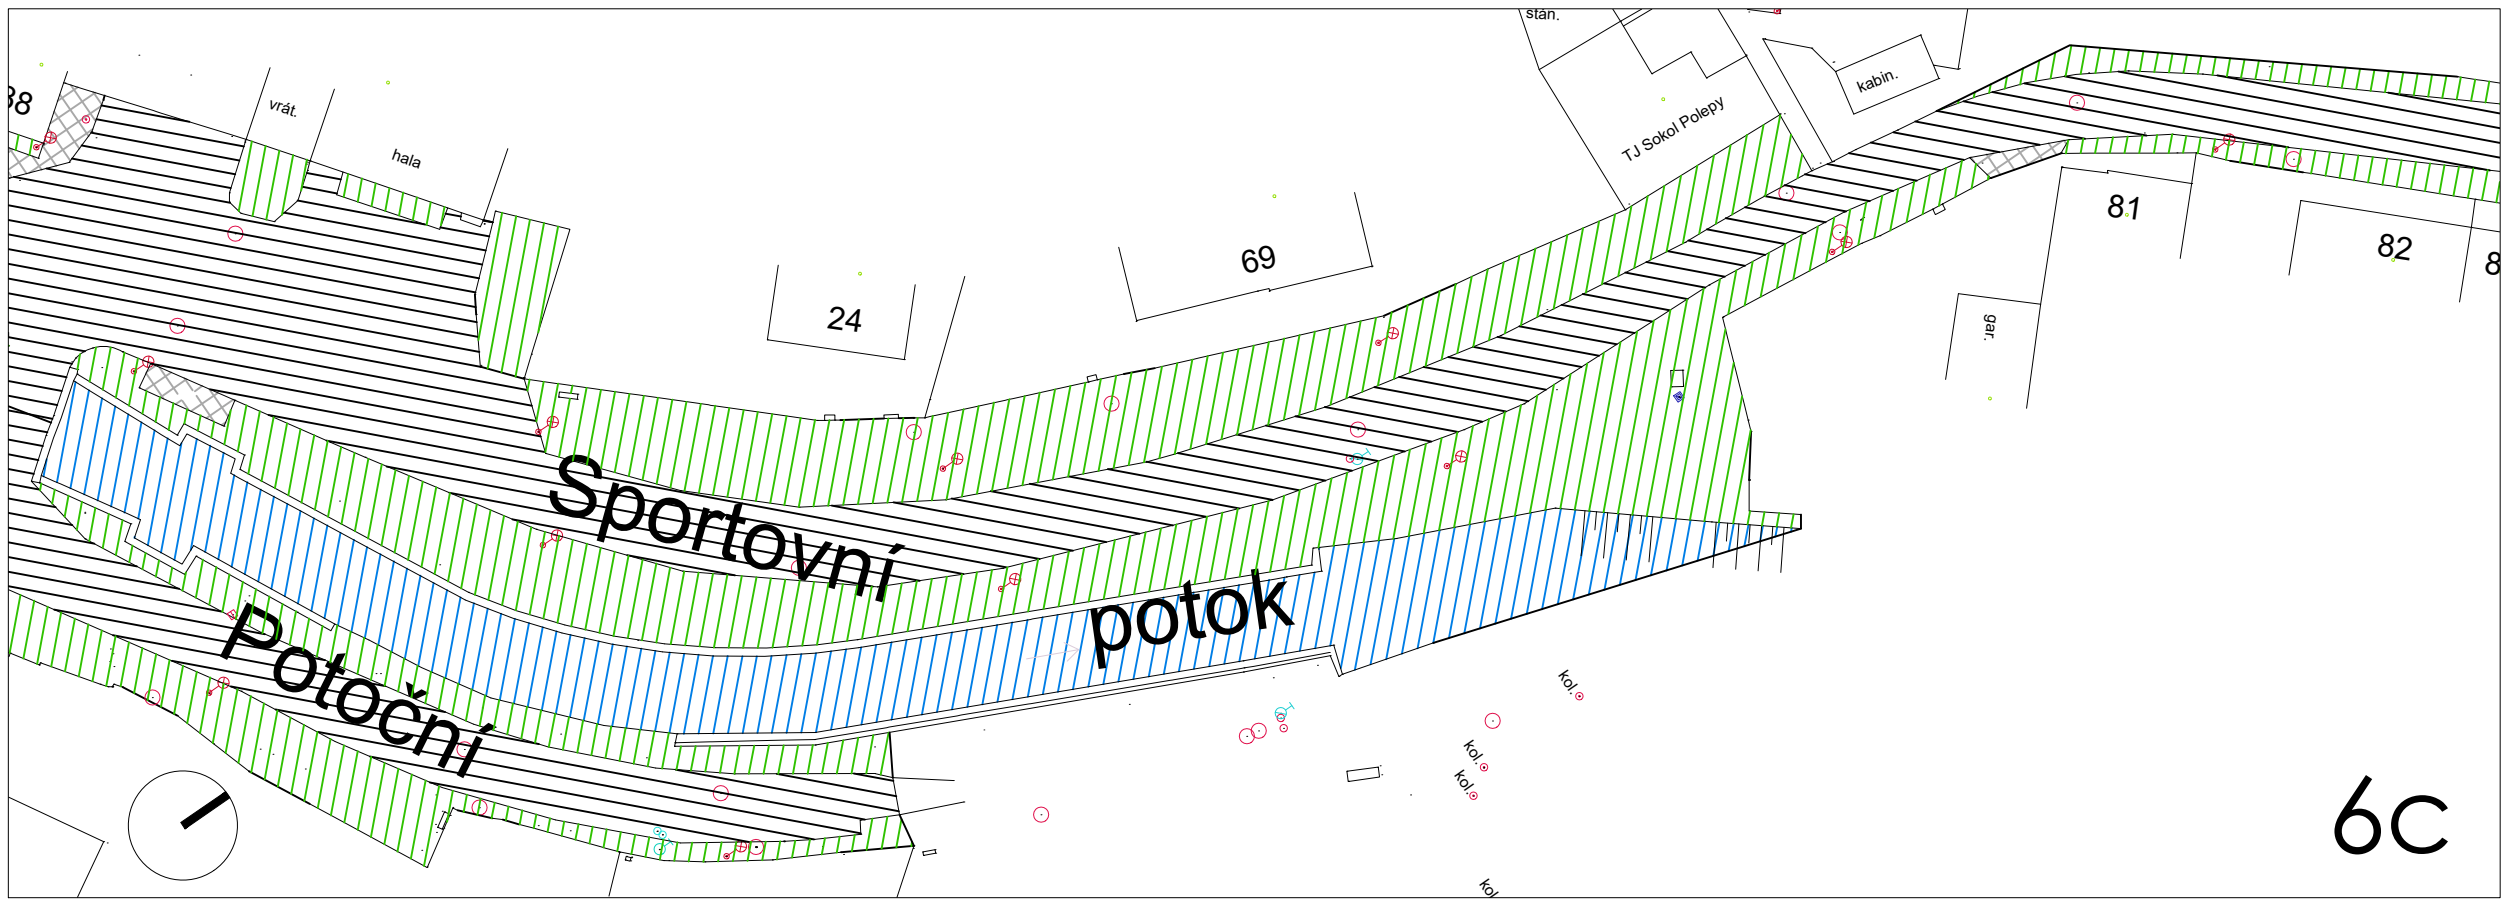 stán.
kabin.
TJ Sokol Polepy
vrát.
hala
81
82
69
24
gar.
Sportovní
potok
Potoční
kol.
kol.
kol.
6C